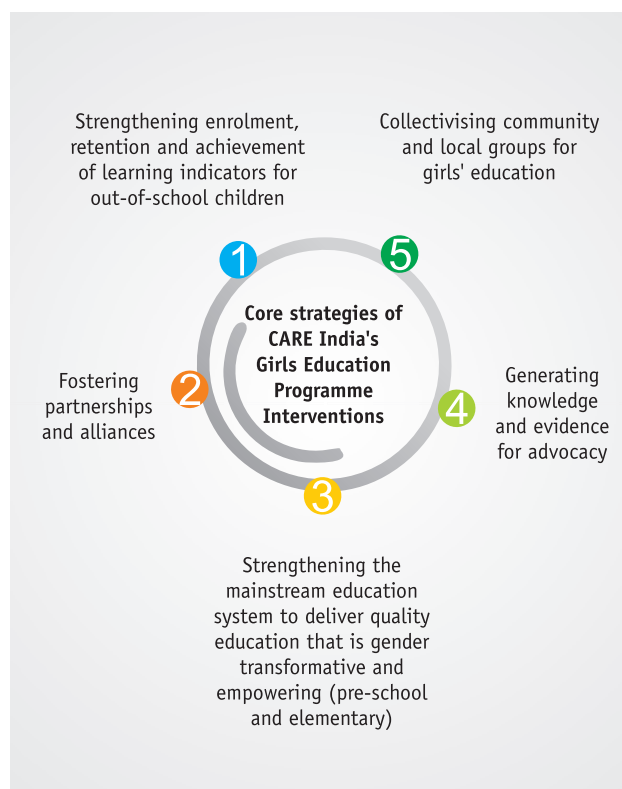 Strengthening enrolment,
retention and achievement
of learning indicators for
out-of-school children
Collectivising community
and local groups for
girls' education
1
5
Core strategies of
CARE India's
Girls Education
Programme
Interventions
Fostering
partnerships
and alliances
2
Generating
knowledge
and evidence
for advocacy
4
3
Strengthening the
mainstream education
system to deliver quality
education that is gender
transformative and
empowering (pre-school
and elementary)